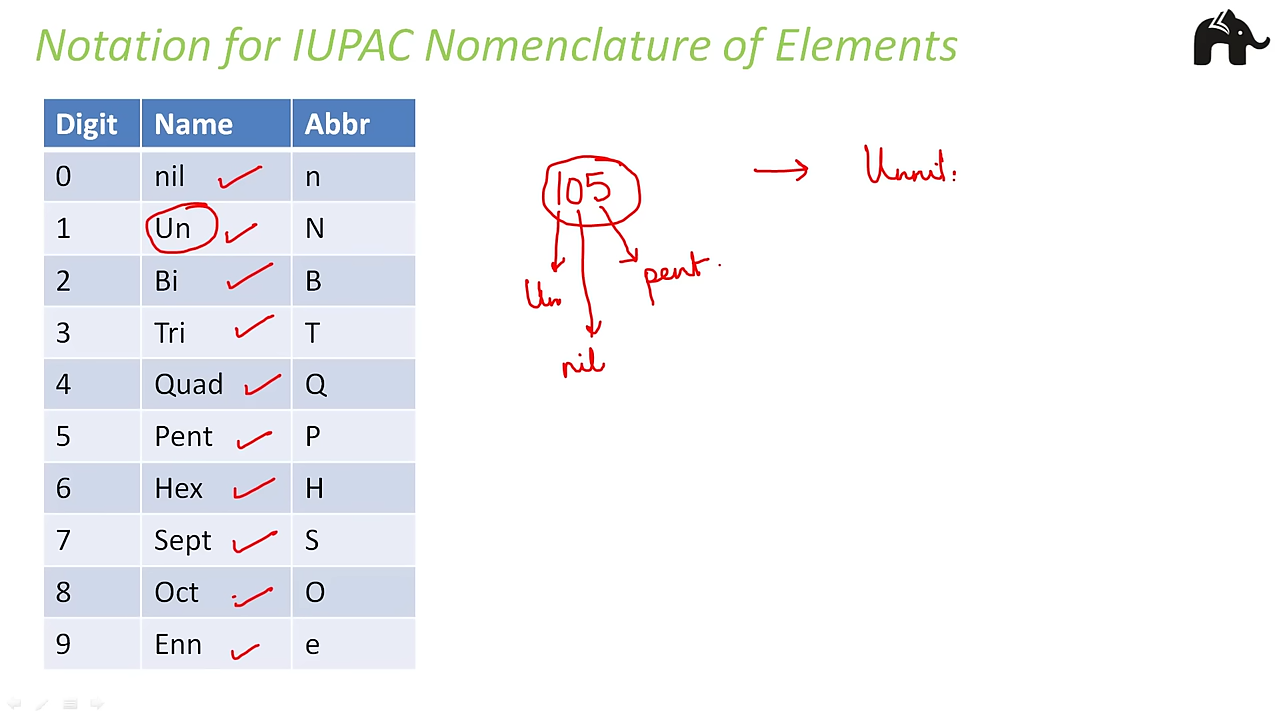 Notation for IUPAC Nomenclature of Elements
Digit Name Abbr
0 nil n
1 Un N
2 Bi B
3 Tri T
4 Quad Q
5 Pent P
6 Hex H
7 Sept S
8 Oct O
9 Enn e
105 → Unnil
Un
pent.
nil